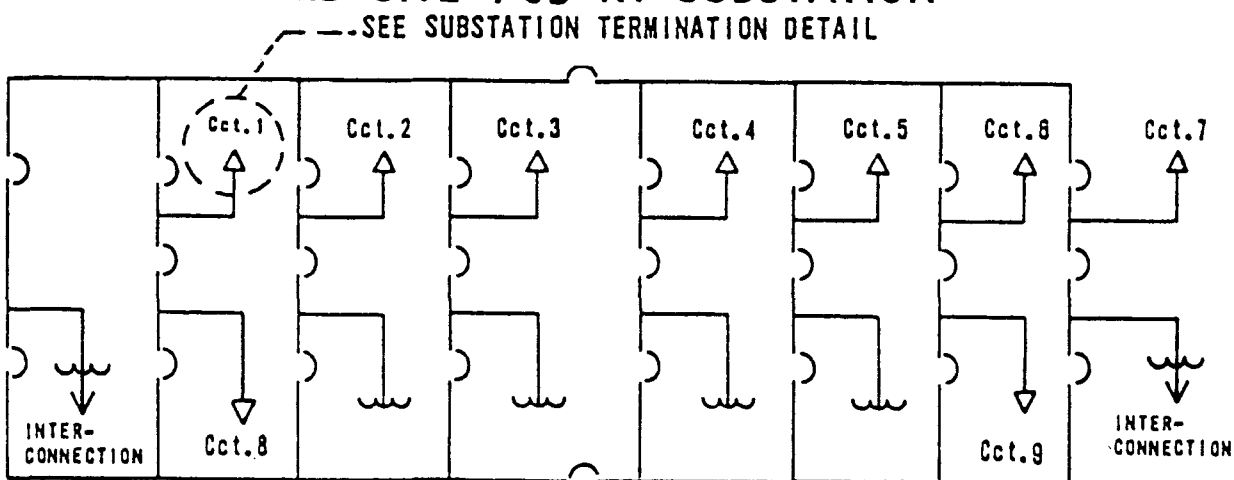 SUBSTATION
SEE SUBSTATION TERMINATION DETAIL
Cct.1 Cct.2 Cct.3 Cct.4 Cct.5 Cct.6 Cct.7
INTER-
CONNECTION
Cct.8
Cct.9
INTER-
CONNECTION